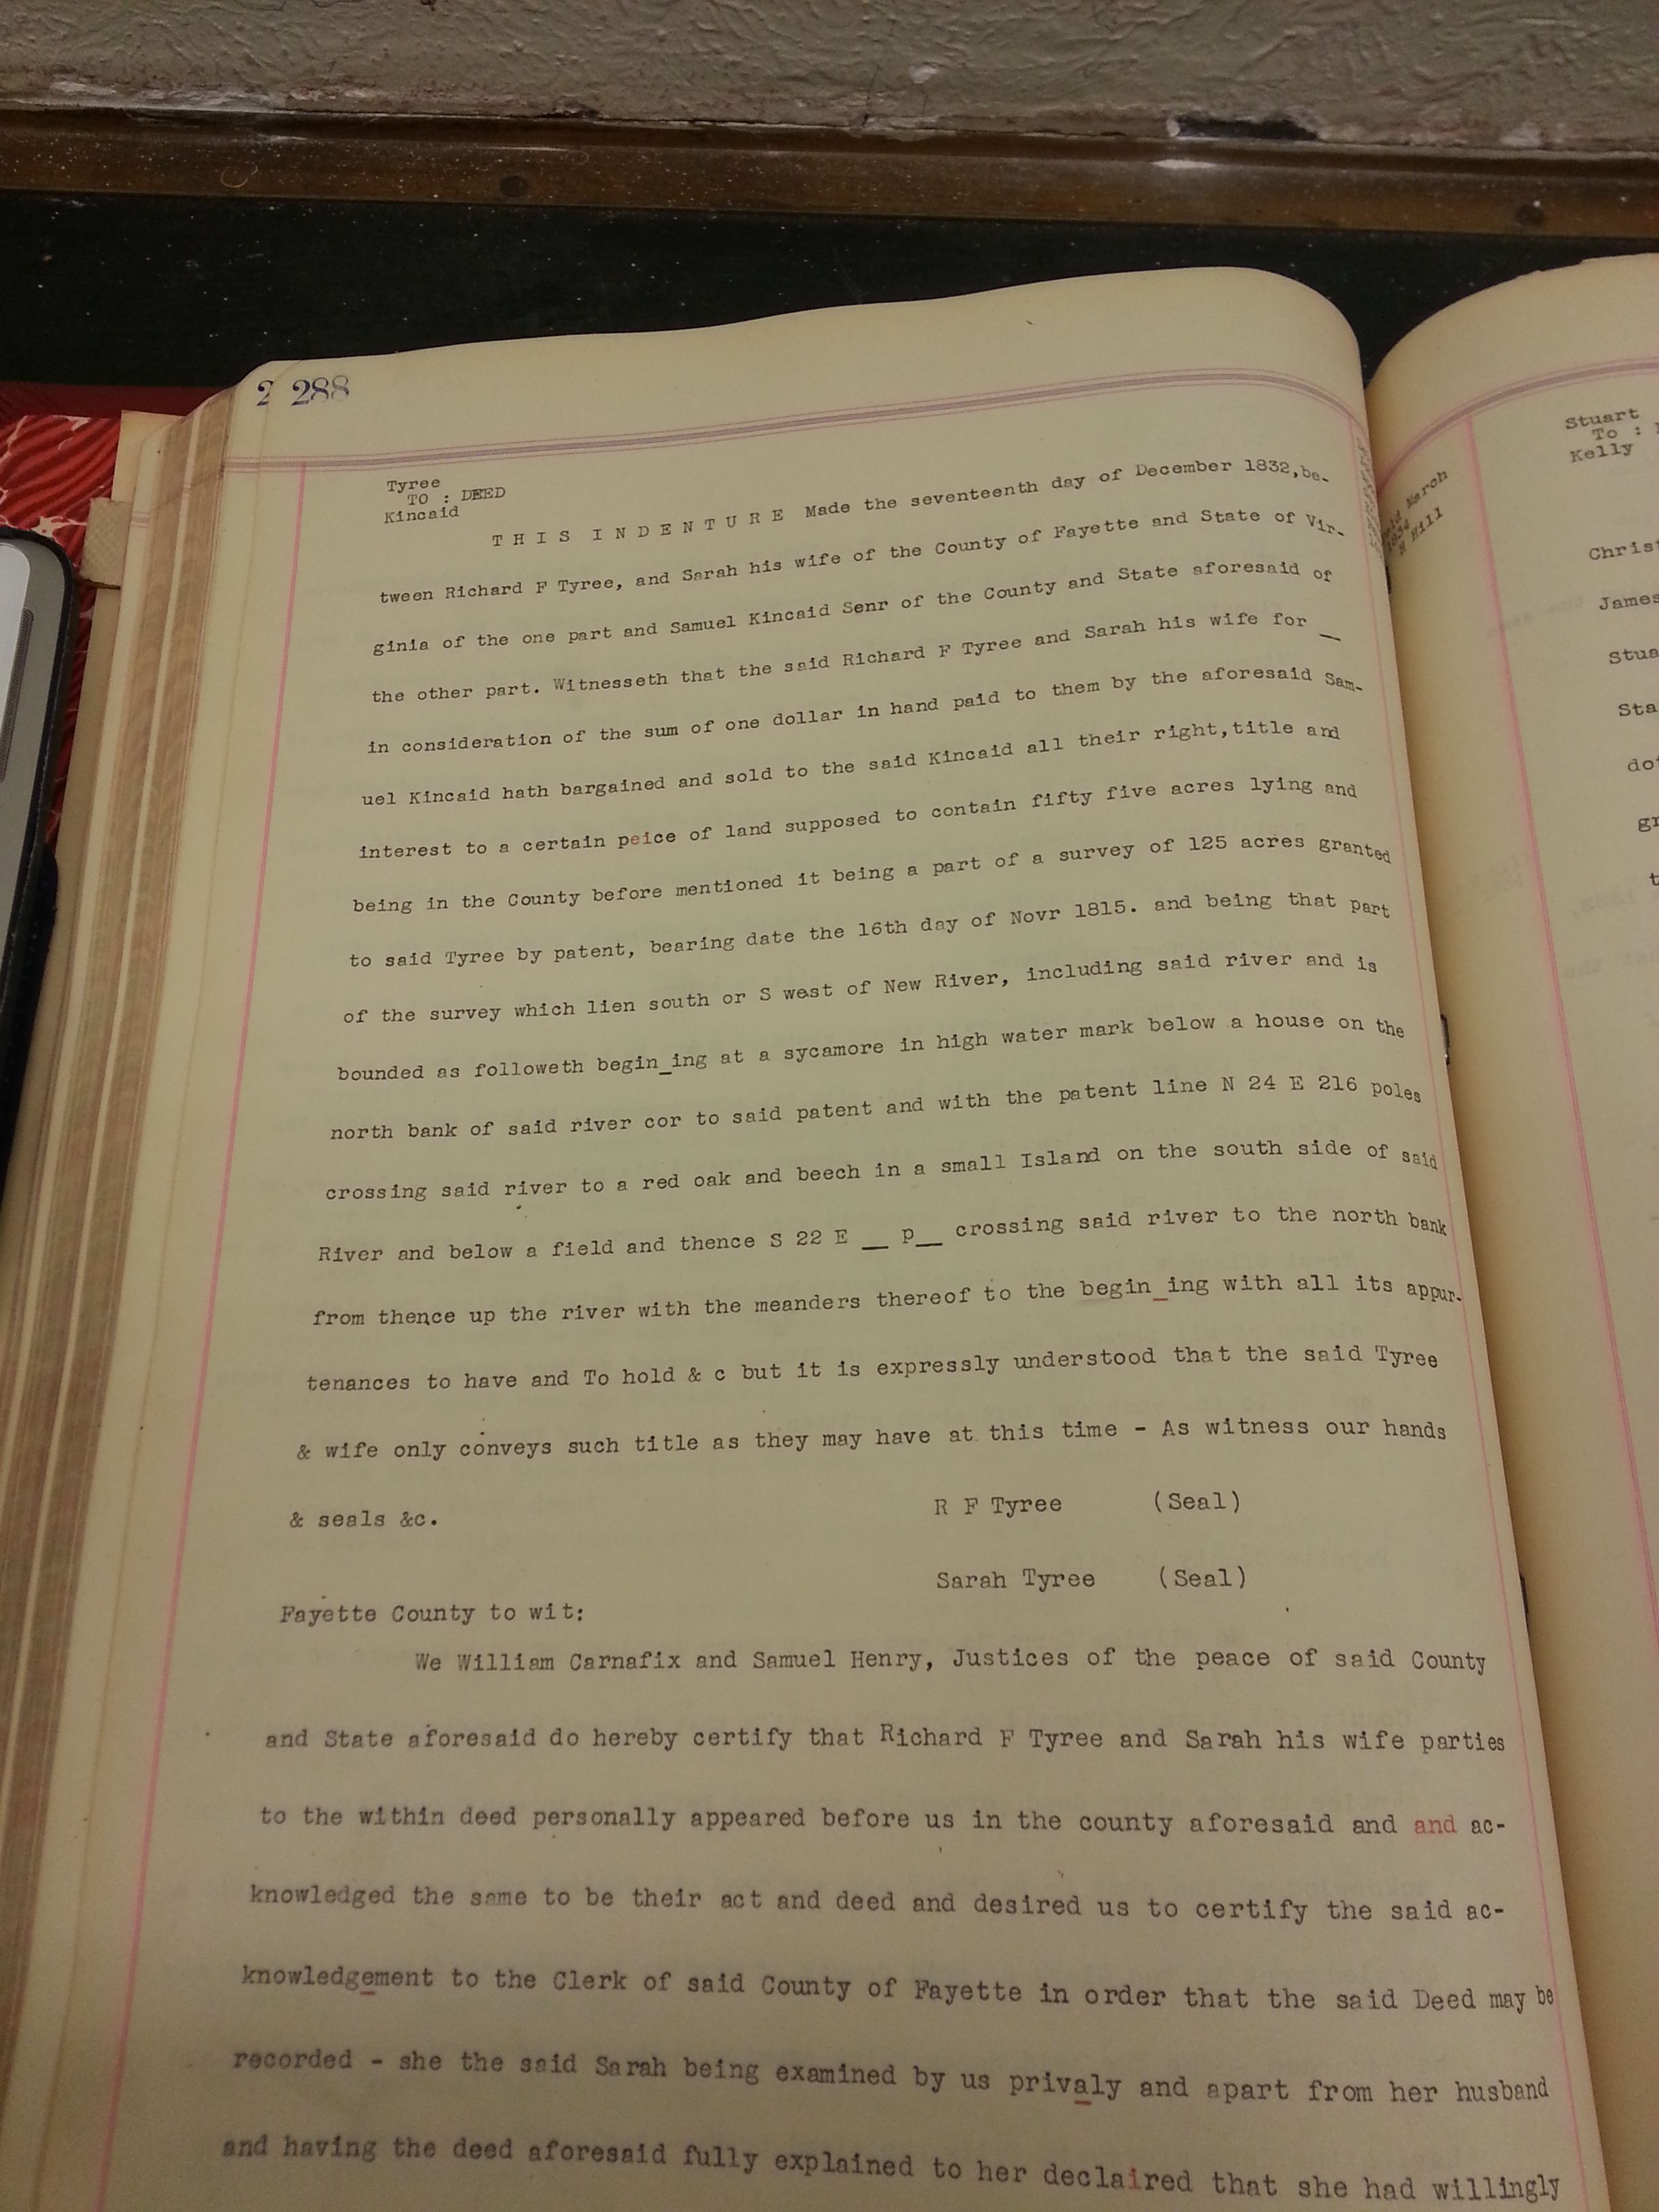 2 288
Tyree
TO : DEED
Kincaid
T H I S I N D E N T U R E Made the seventeenth day of December 1832, be-
tween Richard F Tyree, and Sarah his wife of the County of Fayette and State of Vir-
ginia of the one part and Samuel Kincaid Senr of the County and State aforesaid of
the other part. Witnesseth that the said Richard F Tyree and Sarah his wife for __
in consideration of the sum of one dollar in hand paid to them by the aforesaid Sam-
uel Kincaid hath bargained and sold to the said Kincaid all their right, title and
interest to a certain peice of land supposed to contain fifty five acres lying and
being in the County before mentioned it being a part of a survey of 125 acres granted
to said Tyree by patent, bearing date the 16th day of Novr 1815. and being that part
of the survey which lien south or S west of New River, including said river and is
bounded as followeth begin_ing at a sycamore in high water mark below a house on the
north bank of said river cor to said patent and with the patent line N 24 E 216 poles
crossing said river to a red oak and beech in a small Island on the south side of said
River and below a field and thence S 22 E __ p__ crossing said river to the north bank
from thence up the river with the meanders thereof to the begin_ing with all its appur-
tenances to have and To hold & c but it is expressly understood that the said Tyree
& wife only conveys such title as they may have at this time - As witness our hands
& seals &c.
R F Tyree (Seal)
Sarah Tyree (Seal)
Fayette County to wit:
We William Carnafix and Samuel Henry, Justices of the peace of said County
and State aforesaid do hereby certify that Richard F Tyree and Sarah his wife parties
to the within deed personally appeared before us in the county aforesaid and and ac-
knowledged the same to be their act and deed and desired us to certify the said ac-
knowledgement to the Clerk of said County of Fayette in order that the said Deed may be
recorded - she the said Sarah being examined by us privaly and apart from her husband
and having the deed aforesaid fully explained to her declaired that she had willingly
March
1834
H Hill
Stuart
To :
Kelly
Christ
James
Stua
Sta